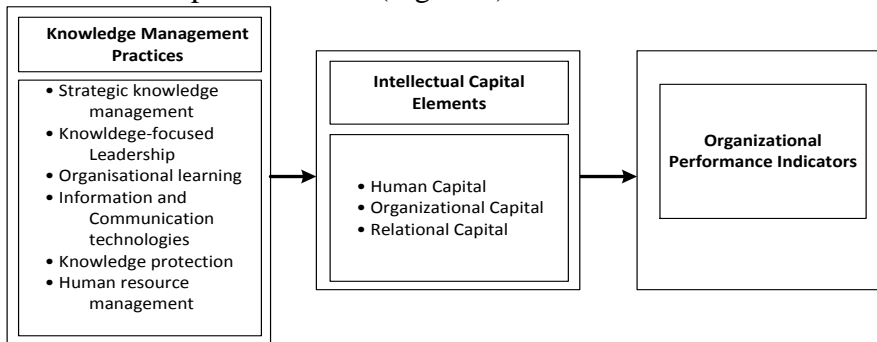 Knowledge Management
Practices
• Strategic knowledge
management
• Knowldege-focused
Leadership
• Organisational learning
• Information and
Communication
technologies
• Knowledge protection
• Human resource
management
Intellectual Capital
Elements
• Human Capital
• Organizational Capital
• Relational Capital
Organizational
Performance Indicators